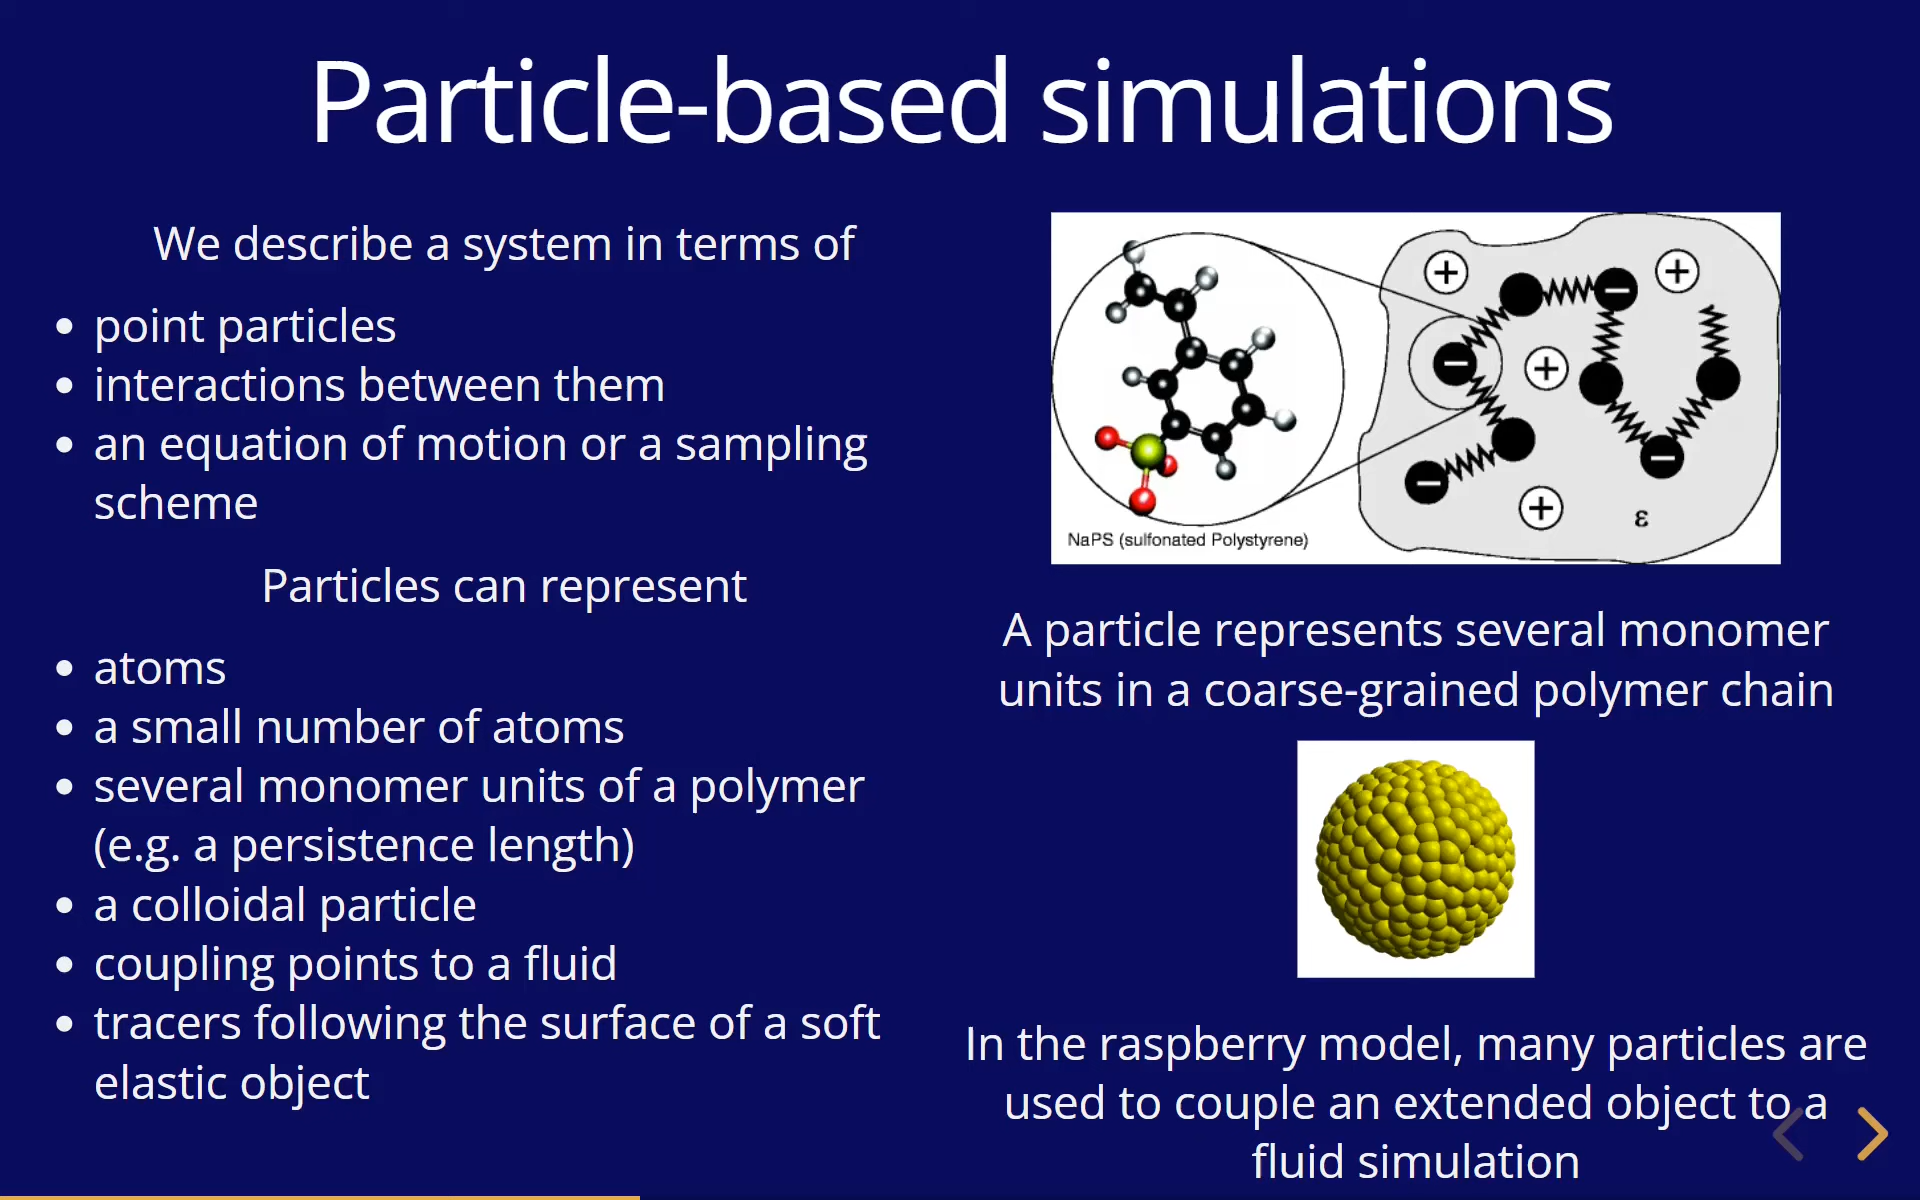 Particle-based simulations
We describe a system in terms of
• point particles
• interactions between them
• an equation of motion or a sampling
scheme
Particles can represent
• atoms
• a small number of atoms
• several monomer units of a polymer
(e.g. a persistence length)
• a colloidal particle
• coupling points to a fluid
• tracers following the surface of a soft
elastic object
+
−
+
−
+
−
−
+
ε
NaPS (sulfonated Polystyrene)
A particle represents several monomer
units in a coarse-grained polymer chain
In the raspberry model, many particles are
used to couple an extended object to a
fluid simulation